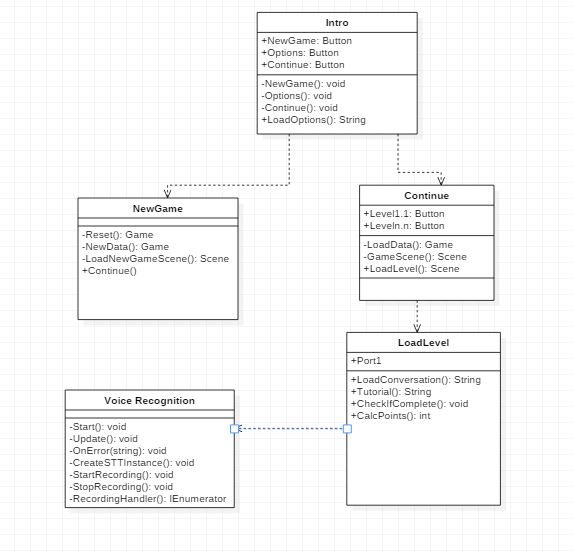 Intro
+NewGame: Button
+Options: Button
+Continue: Button
-NewGame(): void
-Options(): void
-Continue(): void
+LoadOptions(): String
NewGame
-Reset(): Game
-NewData(): Game
-LoadNewGameScene(): Scene
+Continue()
Continue
+Level1.1: Button
+Leveln.n: Button
-LoadData(): Game
-GameScene(): Scene
+LoadLevel(): Scene
LoadLevel
+Port1
+LoadConversation(): String
+Tutorial(): String
+CheckIfComplete(): void
+CalcPoints(): int
Voice Recognition
-Start(): void
-Update(): void
-OnError(string): void
-CreateSTTInstance(): void
-StartRecording(): void
-StopRecording(): void
-RecordingHandler(): IEnumerator